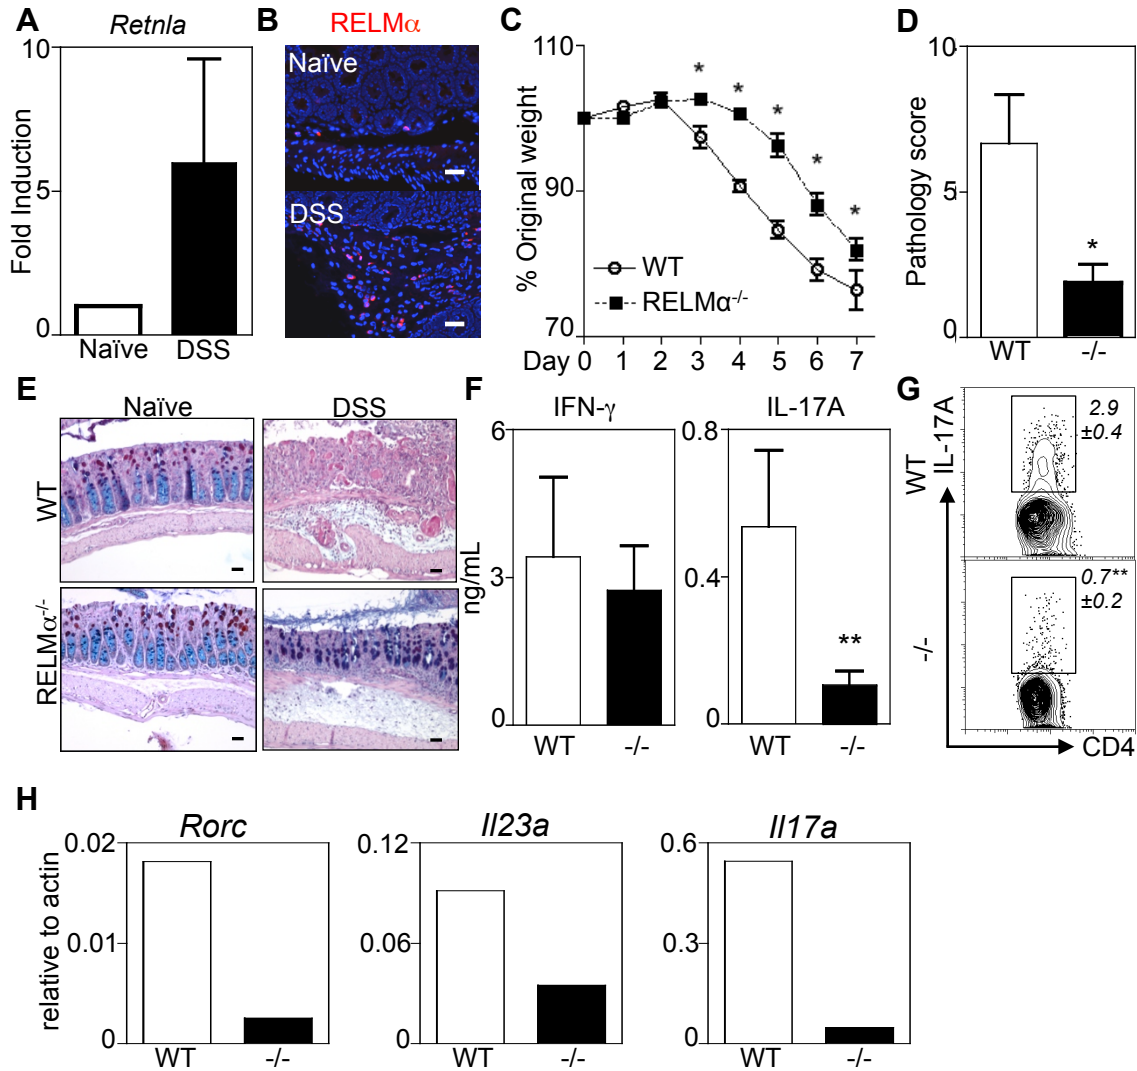 A
Retnla
Fold Induction
10
5
0
Naïve
DSS
B
RELMα
Naïve
DSS
C
% Original weight
110
90
70
WT
RELMα-/-
* * * * *
Day 0 1 2 3 4 5 6 7
D
Pathology score
10
5
0
*
WT
-/-
E
Naïve
DSS
WT
RELMα-/-
F
IFN-γ
IL-17A
ng/mL
6
3
0
WT
-/-
0.8
0.4
0
**
WT
-/-
G
WT
IL-17A
2.9
±0.4
-/-
0.7**
±0.2
CD4
H
relative to actin
Rorc
0.02
0.01
0
WT
-/-
Il23a
0.12
0.06
0
WT
-/-
Il17a
0.6
0.3
0
WT
-/-